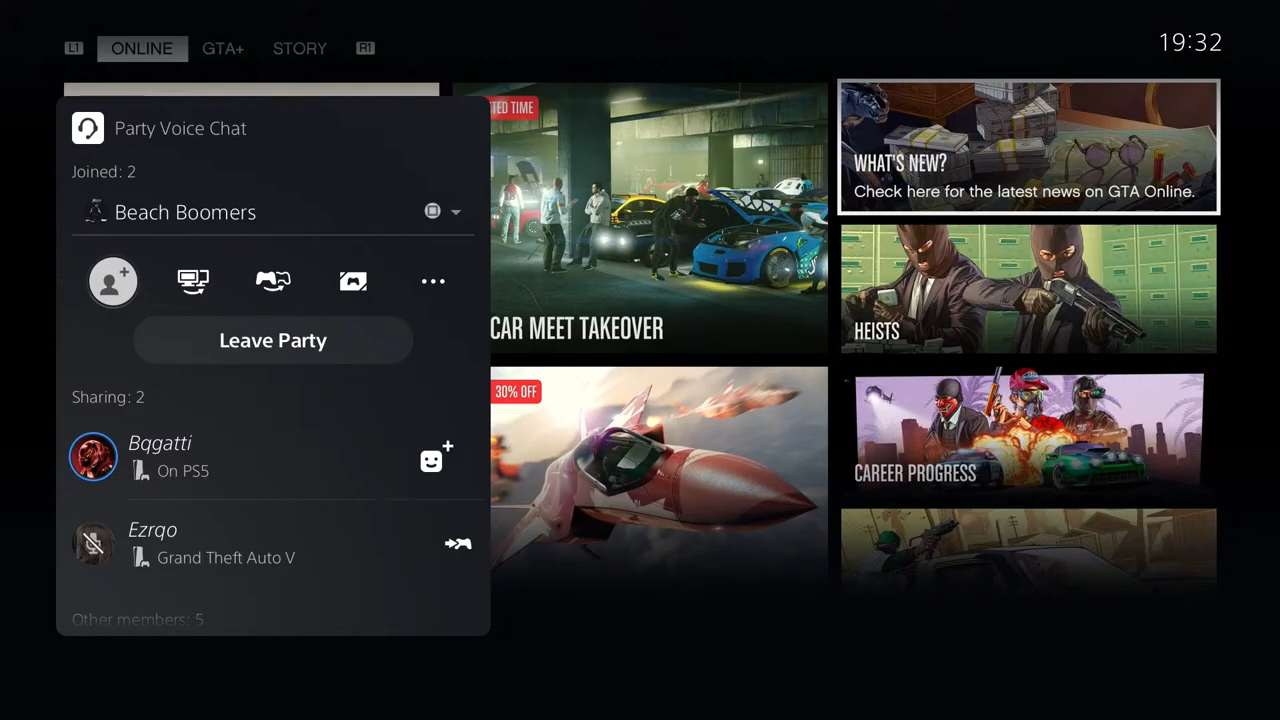 L1 ONLINE GTA+ STORY R1
19:32
Party Voice Chat
Joined: 2
Beach Boomers
Leave Party
Sharing: 2
Bqgatti
On PS5
Ezrqo
Grand Theft Auto V
Other members: 5
TED TIME
CAR MEET TAKEOVER
30% OFF
WHAT'S NEW?
Check here for the latest news on GTA Online.
HEISTS
CAREER PROGRESS